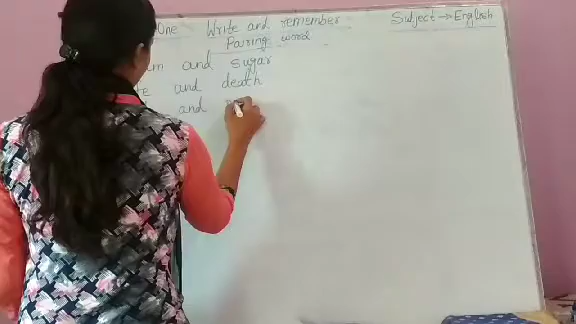 One Write and remember Subject → English
Pairing word
and sugar
and death
and